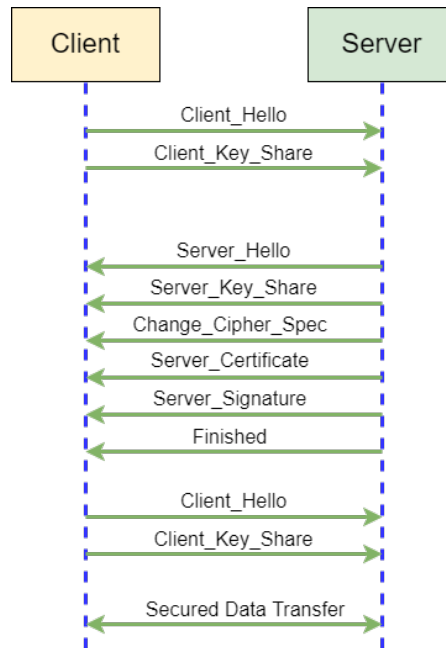 Client
Server
Client_Hello
Client_Key_Share
Server_Hello
Server_Key_Share
Change_Cipher_Spec
Server_Certificate
Server_Signature
Finished
Client_Hello
Client_Key_Share
Secured Data Transfer